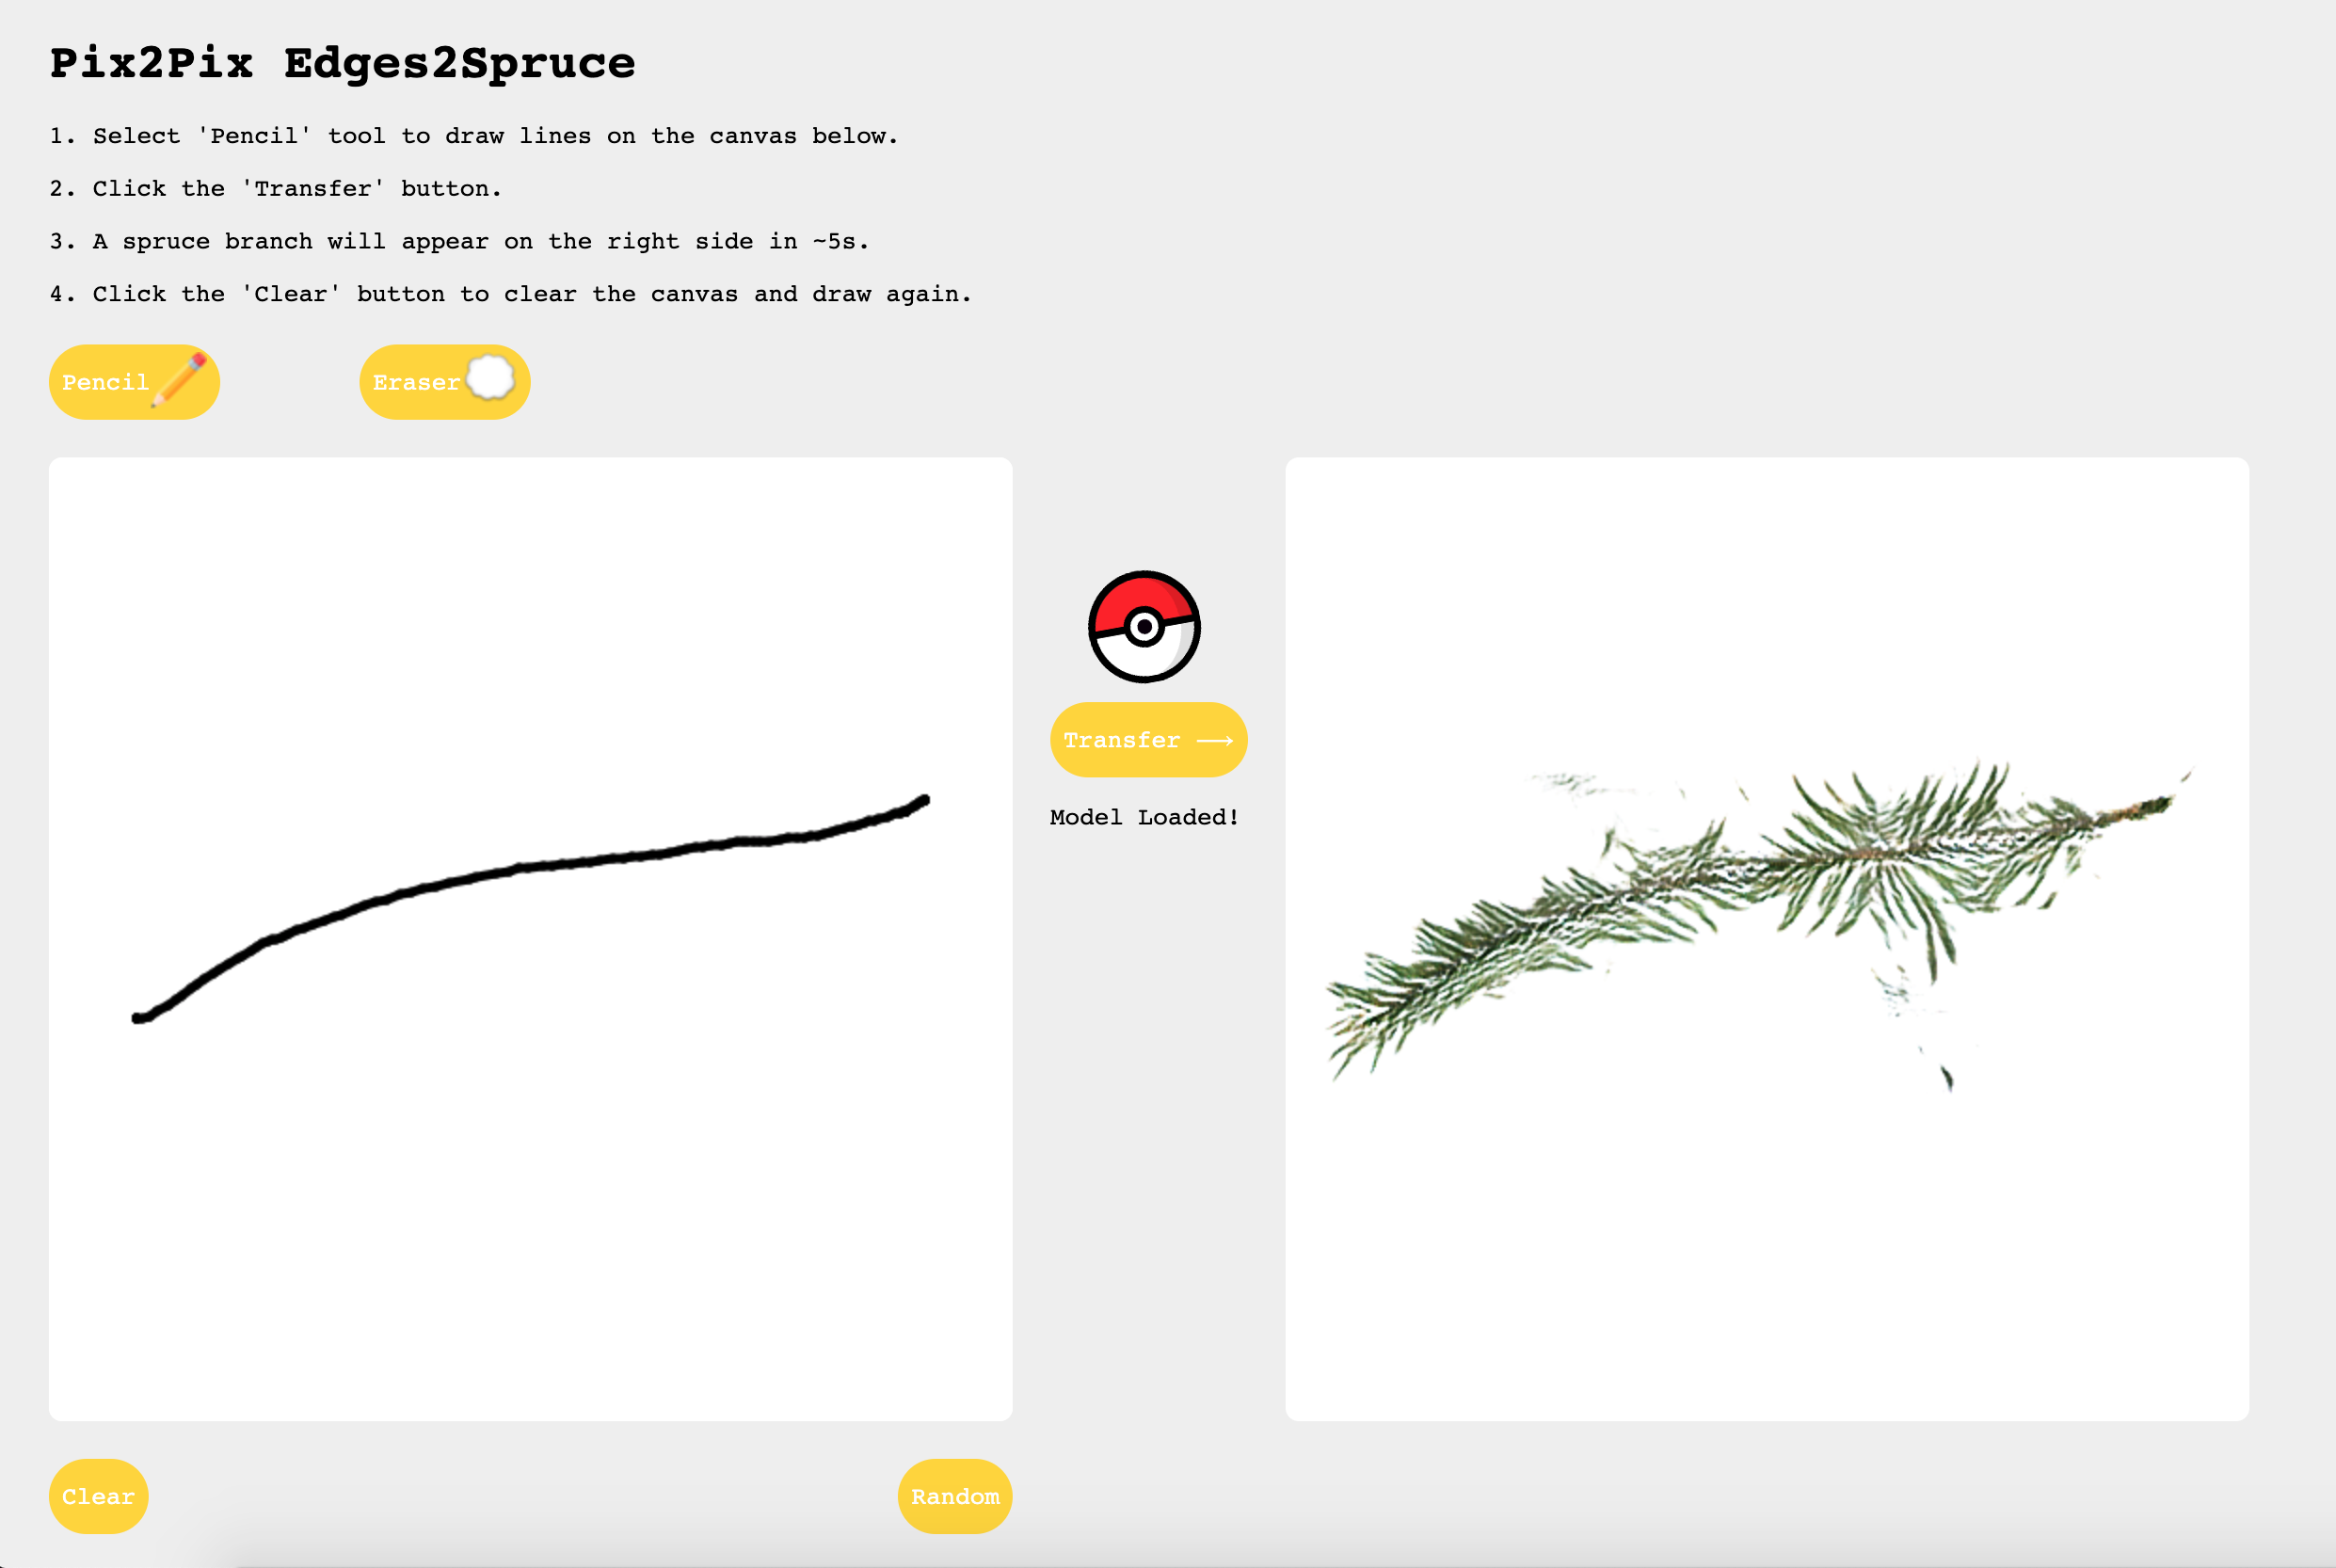 Pix2Pix Edges2Spruce
1. Select 'Pencil' tool to draw lines on the canvas below.
2. Click the 'Transfer' button.
3. A spruce branch will appear on the right side in ~5s.
4. Click the 'Clear' button to clear the canvas and draw again.
Pencil
Eraser
Transfer ⟶
Model Loaded!
Clear
Random